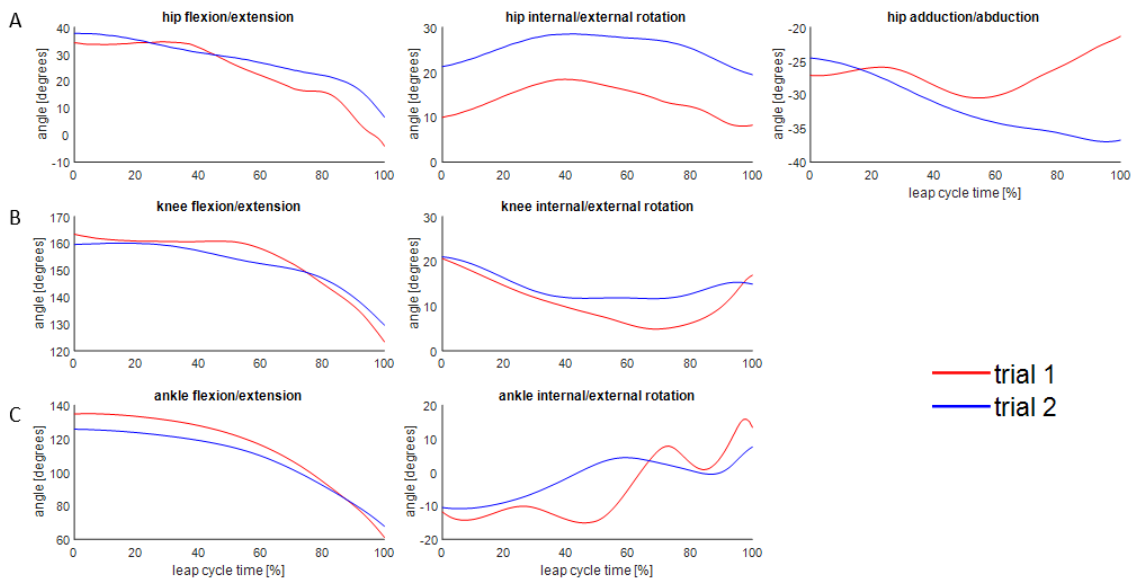 A
hip flexion/extension
angle [degrees]
40
30
20
10
0
-10
0 20 40 60 80 100
hip internal/external rotation
angle [degrees]
30
20
10
0
0 20 40 60 80 100
hip adduction/abduction
angle [degrees]
-20
-25
-30
-35
-40
0 20 40 60 80 100
leap cycle time [%]
B
knee flexion/extension
angle [degrees]
170
160
150
140
130
120
0 20 40 60 80 100
knee internal/external rotation
angle [degrees]
30
20
10
0
0 20 40 60 80 100
C
ankle flexion/extension
angle [degrees]
140
120
100
80
60
0 20 40 60 80 100
leap cycle time [%]
ankle internal/external rotation
angle [degrees]
20
10
0
-10
-20
0 20 40 60 80 100
leap cycle time [%]
trial 1
trial 2